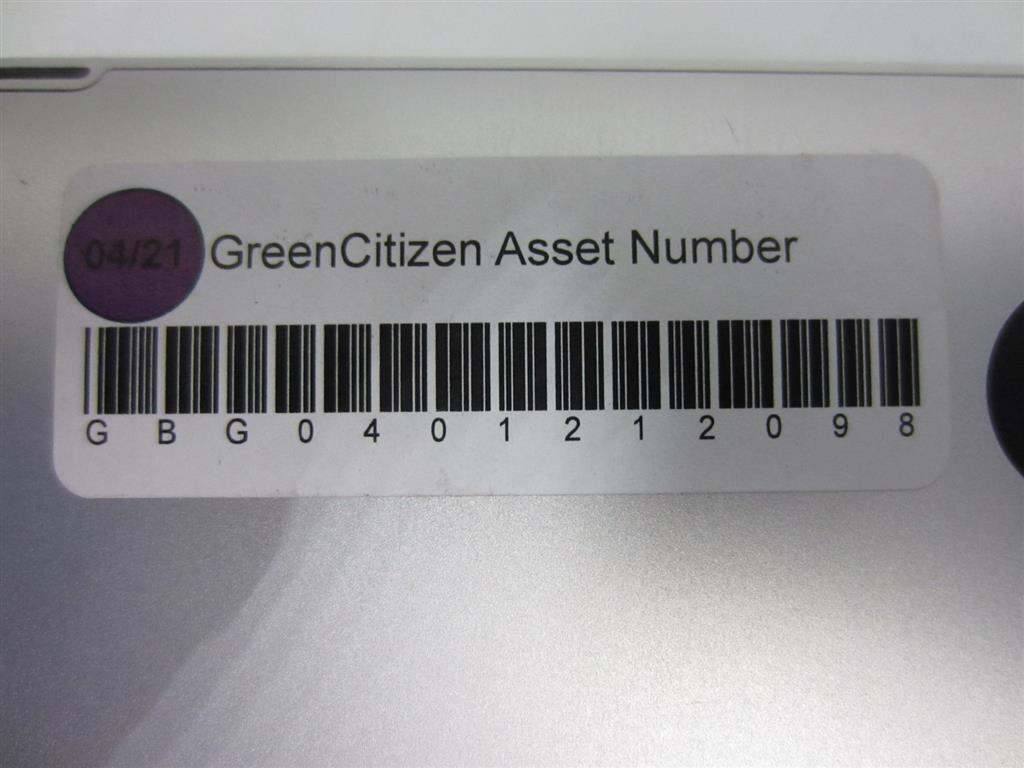 04/21 GreenCitizen Asset Number
G B G 0 4 0 1 2 1 2 0 9 8